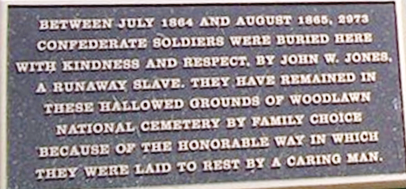 BETWEEN JULY 1864 AND AUGUST 1865, 2973
CONFEDERATE SOLDIERS WERE BURIED HERE
WITH KINDNESS AND RESPECT, BY JOHN W. JONES,
A RUNAWAY SLAVE. THEY HAVE REMAINED IN
THESE HALLOWED GROUNDS OF WOODLAWN
NATIONAL CEMETERY BY FAMILY CHOICE
BECAUSE OF THE HONORABLE WAY IN WHICH
THEY WERE LAID TO REST BY A CARING MAN.